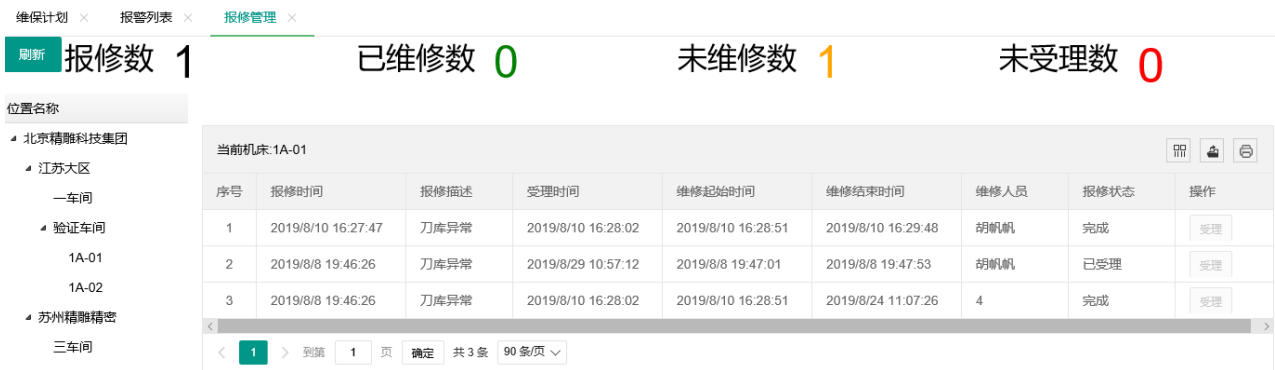 维保计划 报警列表 报修管理
刷新 报修数 1 已维修数 0 未维修数 1 未受理数 0
位置名称
北京精雕科技集团
江苏大区
一车间
验证车间
1A-01
1A-02
苏州精雕精密
三车间
当前机床:1A-01
序号 报修时间 报修描述 受理时间 维修起始时间 维修结束时间 维修人员 报修状态 操作
1 2019/8/10 16:27:47 刀库异常 2019/8/10 16:28:02 2019/8/10 16:28:51 2019/8/10 16:29:48 胡帆帆 完成 受理
2 2019/8/8 19:46:26 刀库异常 2019/8/29 10:57:12 2019/8/8 19:47:01 2019/8/8 19:47:53 胡帆帆 已受理 受理
3 2019/8/8 19:46:26 刀库异常 2019/8/10 16:28:02 2019/8/10 16:28:51 2019/8/24 11:07:26 4 完成 受理
1 到第 1 页 确定 共 3 条 90 条/页